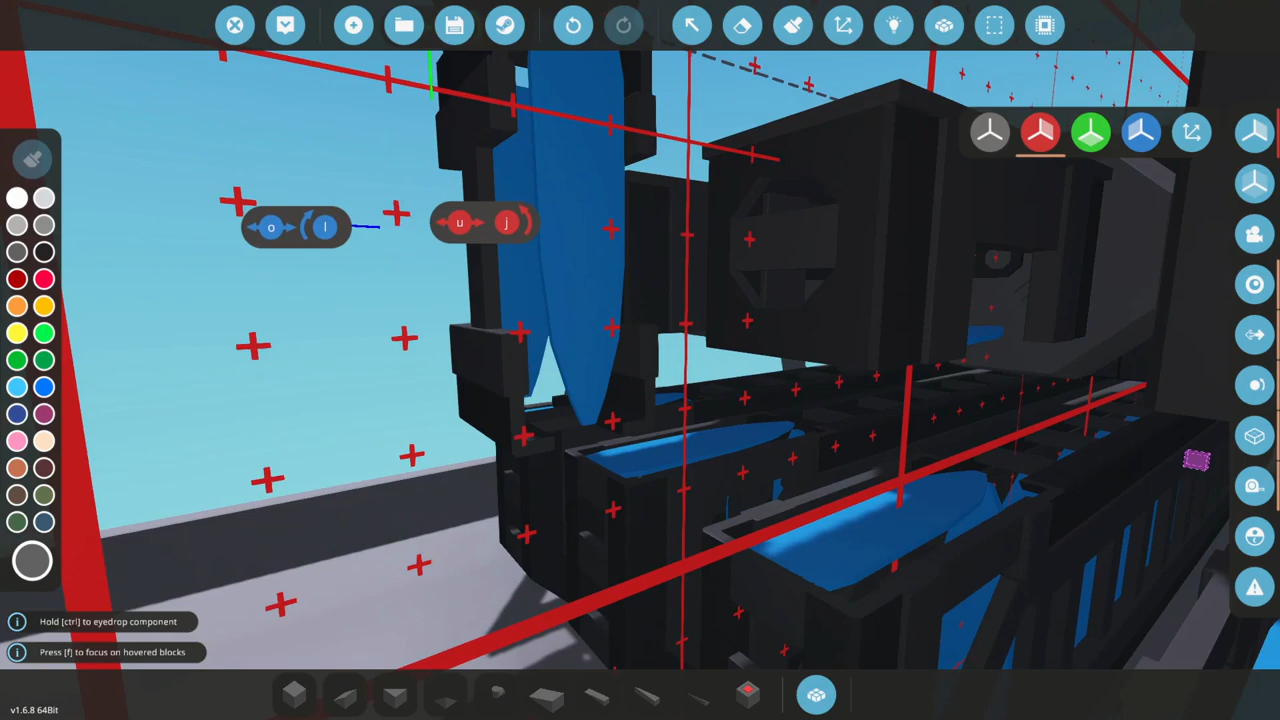 o l
u j
Hold [ctrl] to eyedrop component
Press [f] to focus on hovered blocks
v1.6.8 64Bit